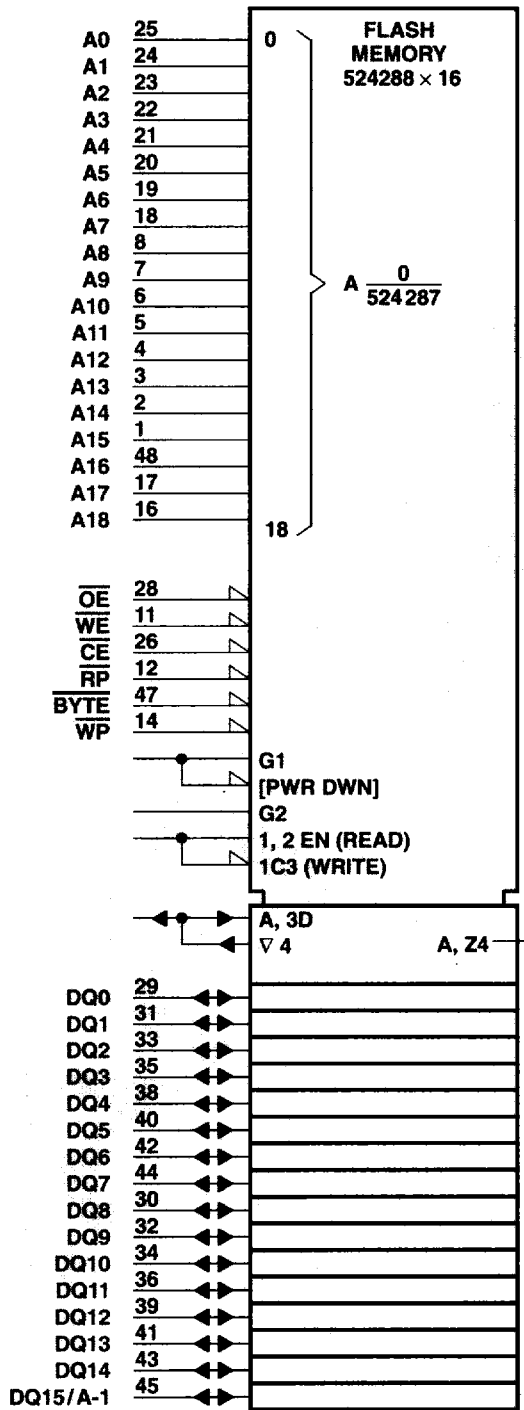 FLASH
MEMORY
524288 × 16
A0 25 0
A1 24
A2 23
A3 22
A4 21
A5 20
A6 19
A7 18
A8 8
A9 7
A 0
524287
A10 6
A11 5
A12 4
A13 3
A14 2
A15 1
A16 48
A17 17
A18 16 18
OE 28
WE 11
CE 26
RP 12
BYTE 47
WP 14
G1
[PWR DWN]
G2
1, 2 EN (READ)
1C3 (WRITE)
A, 3D
▽ 4 A, Z4
DQ0 29
DQ1 31
DQ2 33
DQ3 35
DQ4 38
DQ5 40
DQ6 42
DQ7 44
DQ8 30
DQ9 32
DQ10 34
DQ11 36
DQ12 39
DQ13 41
DQ14 43
DQ15/A-1 45